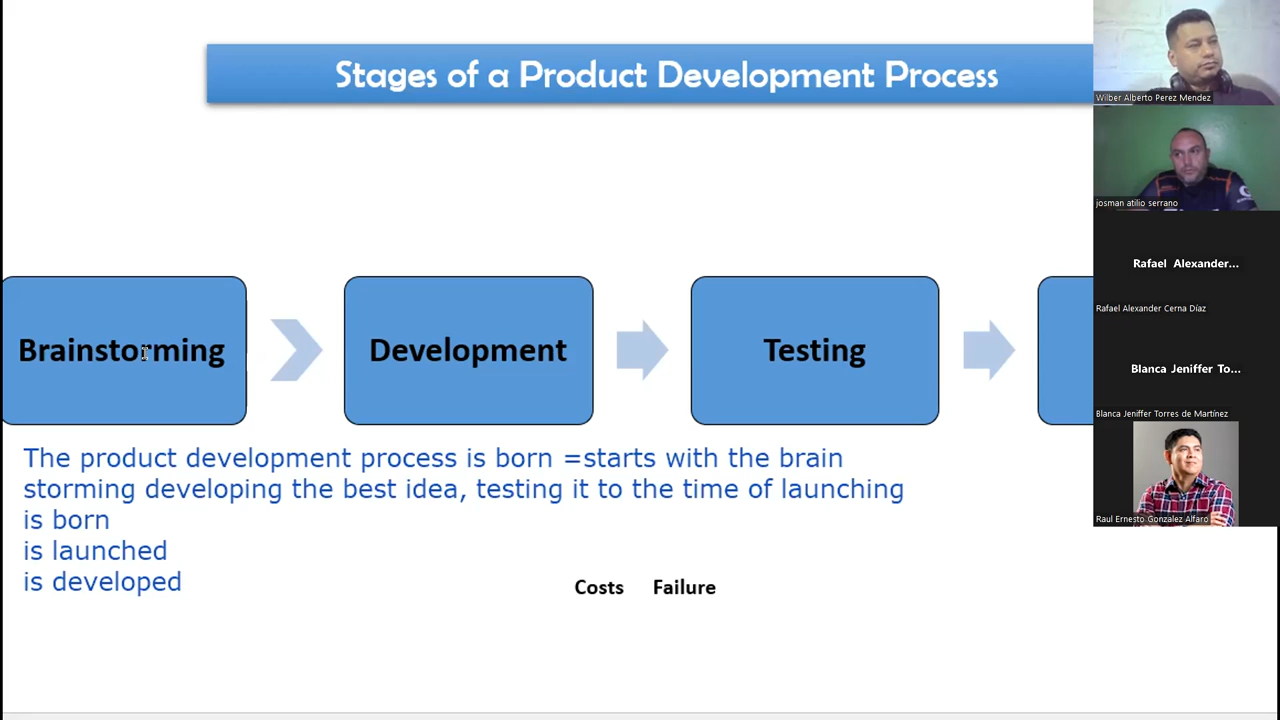 Stages of a Product Development Process
Wilber Alberto Perez Mendez
josman atilio serrano
Rafael Alexander...
Rafael Alexander Cerna Díaz
Brainstorming
Development
Testing
Blanca Jeniffer To...
Blanca Jeniffer Torres de Martínez
The product development process is born =starts with the brain
storming developing the best idea, testing it to the time of launching
is born
is launched
is developed
Raul Ernesto Gonzalez Alfaro
Costs Failure